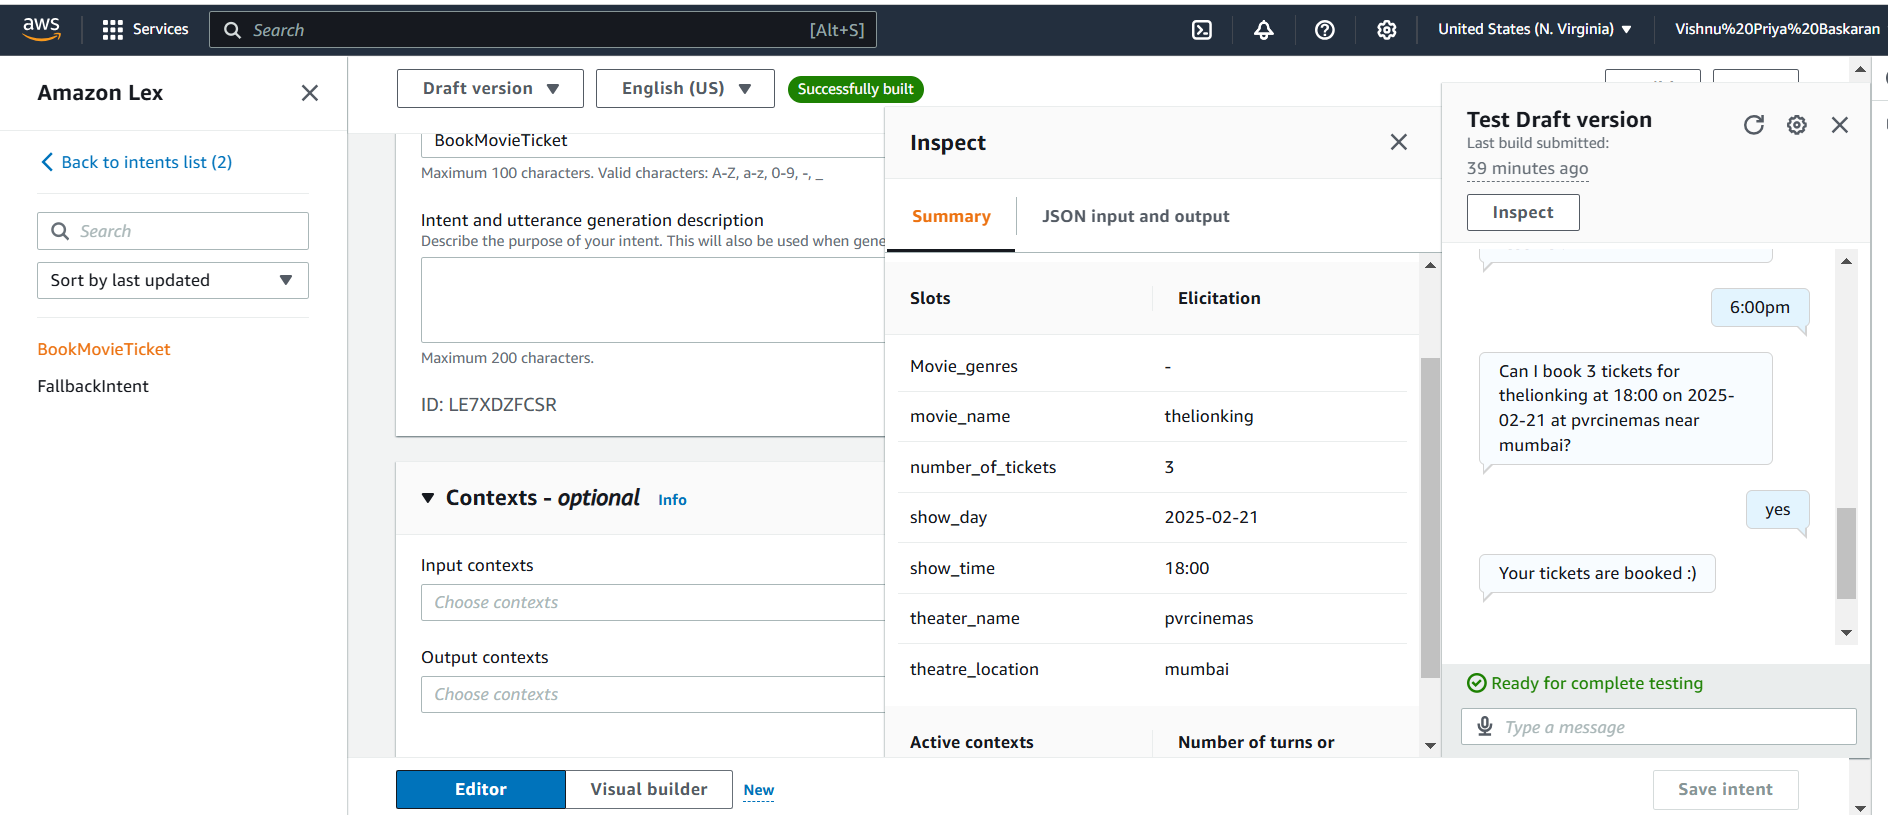 aws
Services
Search
[Alt+S]
United States (N. Virginia)
Vishnu%20Priya%20Baskaran
Amazon Lex
Back to intents list (2)
Search
Sort by last updated
BookMovieTicket
FallbackIntent
Draft version
English (US)
Successfully built
BookMovieTicket
Maximum 100 characters. Valid characters: A-Z, a-z, 0-9, -, _
Intent and utterance generation description
Describe the purpose of your intent. This will also be used when gene
Maximum 200 characters.
ID: LE7XDZFCSR
Contexts - optional Info
Input contexts
Choose contexts
Output contexts
Choose contexts
Editor
Visual builder
New
Save intent
Inspect
Summary
JSON input and output
Slots Elicitation
Movie_genres -
movie_name thelionking
number_of_tickets 3
show_day 2025-02-21
show_time 18:00
theater_name pvrcinemas
theatre_location mumbai
Active contexts Number of turns or
Test Draft version
Last build submitted:
39 minutes ago
Inspect
6:00pm
Can I book 3 tickets for
thelionking at 18:00 on 2025-
02-21 at pvrcinemas near
mumbai?
yes
Your tickets are booked :)
Ready for complete testing
Type a message